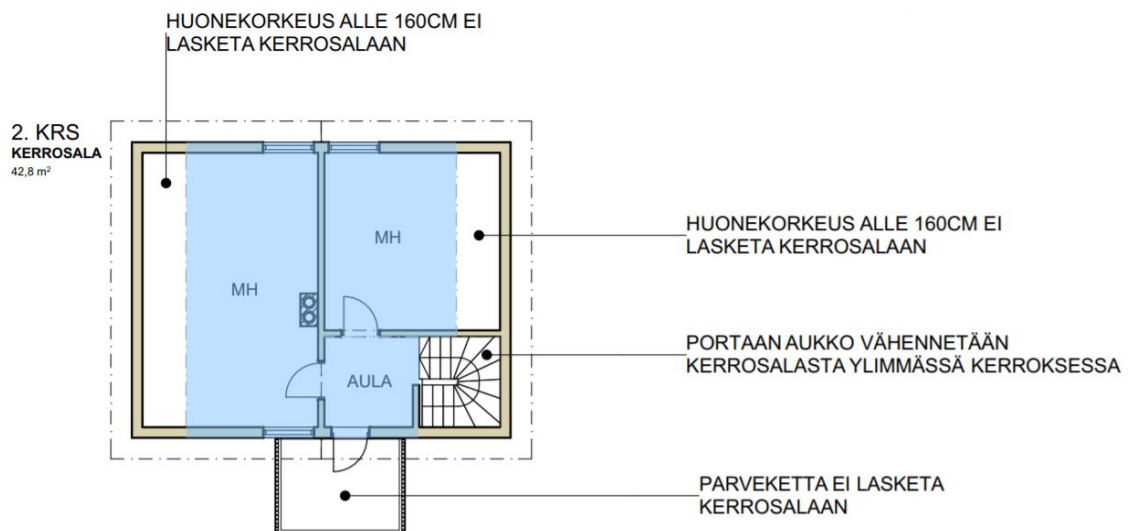 HUONEKORKEUS ALLE 160CM EI
LASKETA KERROSALAAN
2. KRS
KERROSALA
42,8 m²
HUONEKORKEUS ALLE 160CM EI
LASKETA KERROSALAAN
MH
MH
PORTAAN AUKKO VÄHENNETÄÄN
KERROSALASTA YLIMMÄSSÄ KERROKSESSA
AULA
PARVEKETTA EI LASKETA
KERROSALAAN